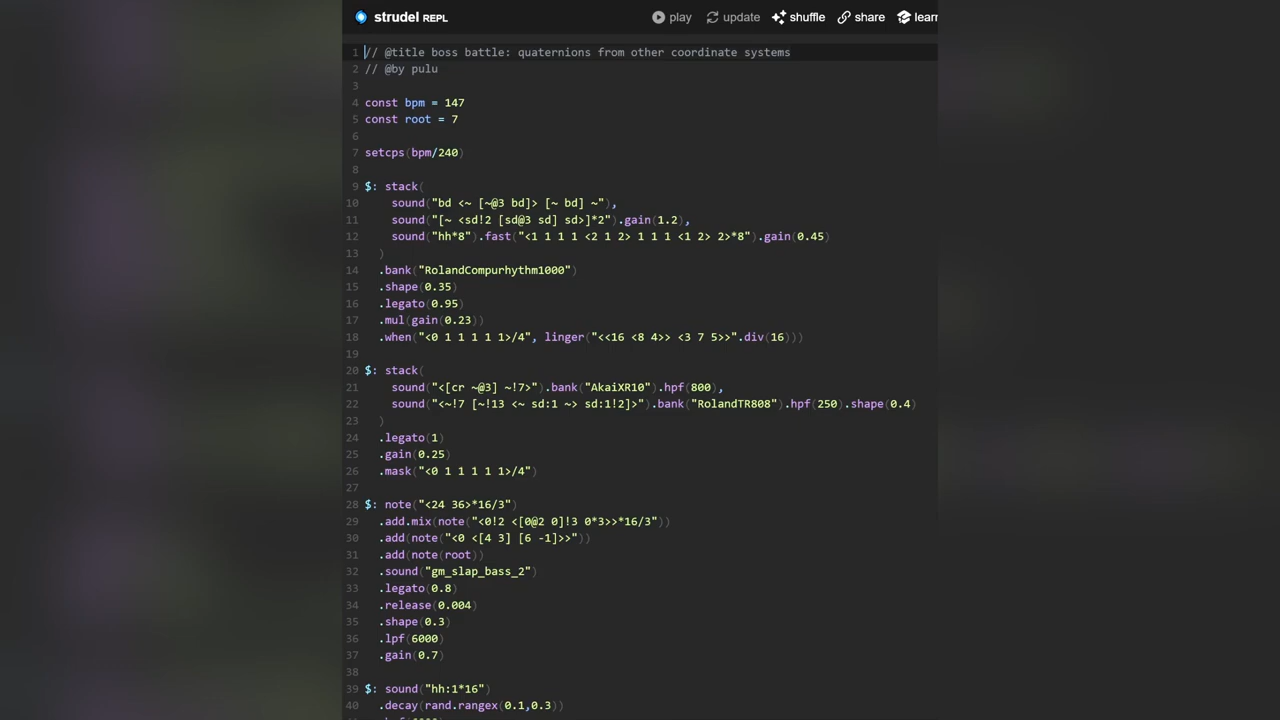 strudel REPL play update shuffle share learn
1 // @title boss battle: quaternions from other coordinate systems
2 // @by pulu
3
4 const bpm = 147
5 const root = 7
6
7 setcps(bpm/240)
8
9 $: stack(
10 sound("bd <~ [~@3 bd]> [~ bd] ~"),
11 sound("[~ <sd!2 [sd@3 sd] sd>]*2").gain(1.2),
12 sound("hh*8").fast("<1 1 1 1 <2 1 2> 1 1 1 <1 2> 2>*8").gain(0.45)
13 )
14 .bank("RolandCompurhythm1000")
15 .shape(0.35)
16 .legato(0.95)
17 .mul(gain(0.23))
18 .when("<0 1 1 1 1 1>/4", linger("<<16 <8 4>> <3 7 5>>".div(16)))
19
20 $: stack(
21 sound("<[cr ~@3] ~!7>").bank("AkaiXR10").hpf(800),
22 sound("<~!7 [~!13 <~ sd:1 ~> sd:1!2]>").bank("RolandTR808").hpf(250).shape(0.4)
23 )
24 .legato(1)
25 .gain(0.25)
26 .mask("<0 1 1 1 1 1>/4")
27
28 $: note("<24 36>*16/3")
29 .add.mix(note("<0!2 <[0@2 0]!3 0*3>>*16/3"))
30 .add(note("<0 <[4 3] [6 -1]>>"))
31 .add(note(root))
32 .sound("gm_slap_bass_2")
33 .legato(0.8)
34 .release(0.004)
35 .shape(0.3)
36 .lpf(6000)
37 .gain(0.7)
38
39 $: sound("hh:1*16")
40 .decay(rand.rangex(0.1,0.3))